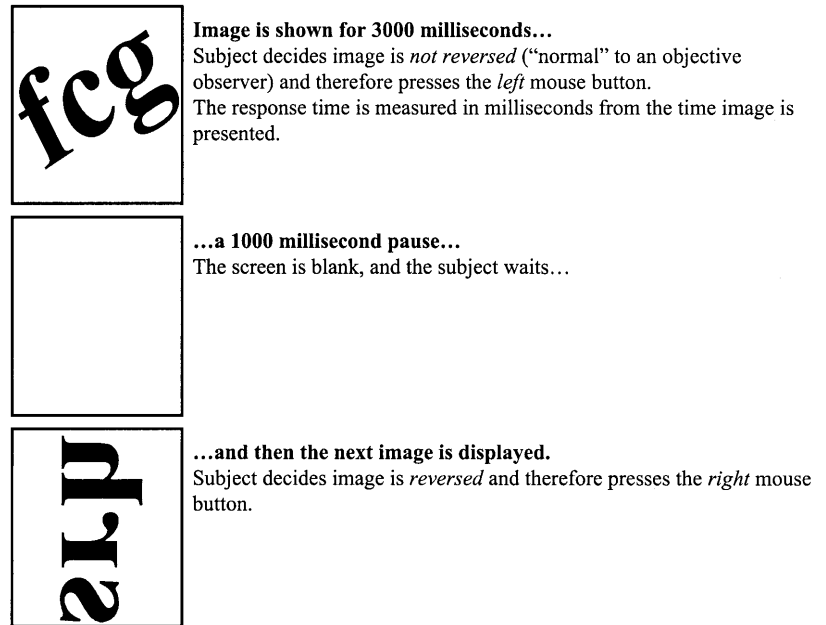 fcg
Image is shown for 3000 milliseconds…
Subject decides image is not reversed (“normal” to an objective
observer) and therefore presses the left mouse button.
The response time is measured in milliseconds from the time image is
presented.
…a 1000 millisecond pause…
The screen is blank, and the subject waits…
…and then the next image is displayed.
Subject decides image is reversed and therefore presses the right mouse
button.